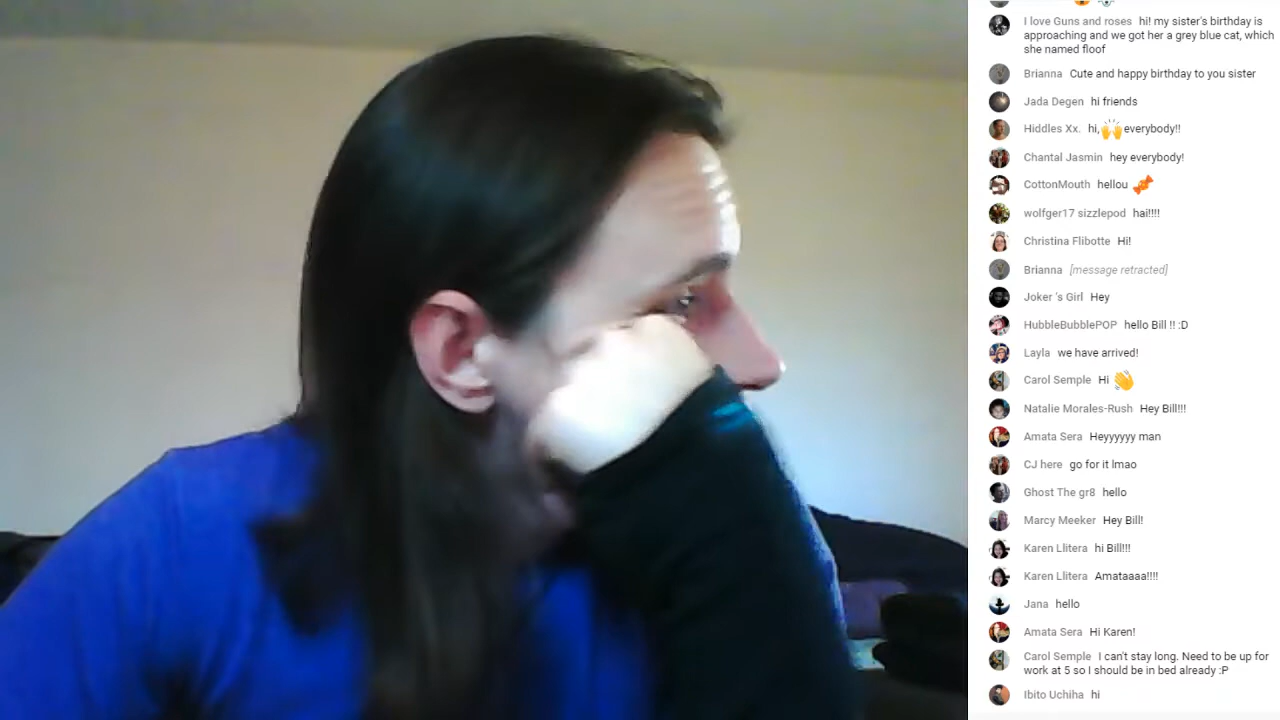 I love Guns and roses hi! my sister's birthday is
approaching and we got her a grey blue cat, which
she named floof
Brianna Cute and happy birthday to you sister
Jada Degen hi friends
Hiddles Xx. hi,🙌everybody!!
Chantal Jasmin hey everybody!
CottonMouth hellou 🍬
wolfger17 sizzlepod hai!!!!
Christina Flibotte Hi!
Brianna [message retracted]
Joker 's Girl Hey
HubbleBubblePOP hello Bill !! :D
Layla we have arrived!
Carol Semple Hi 👋
Natalie Morales-Rush Hey Bill!!!
Amata Sera Heyyyyyy man
CJ here go for it lmao
Ghost The gr8 hello
Marcy Meeker Hey Bill!
Karen Llitera hi Bill!!!
Karen Llitera Amataaaa!!!!
Jana hello
Amata Sera Hi Karen!
Carol Semple I can't stay long. Need to be up for
work at 5 so I should be in bed already :P
Ibito Uchiha hi